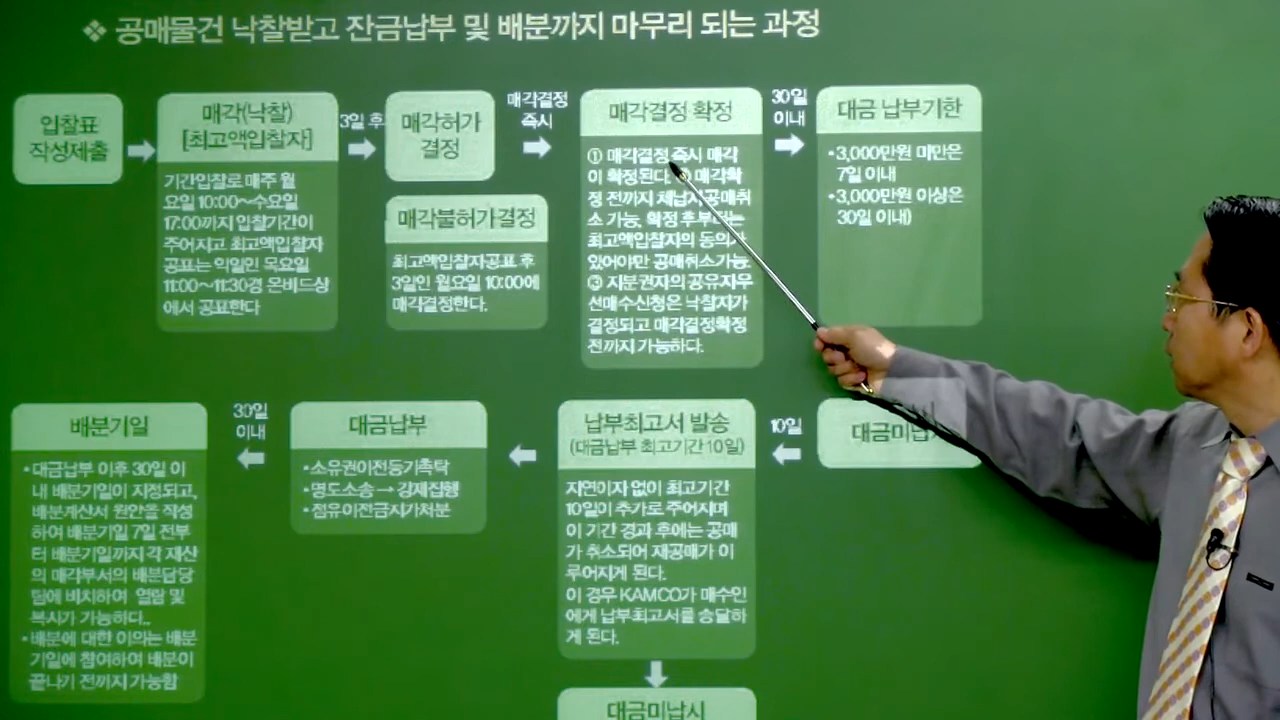 ❖ 공매물건 낙찰받고 잔금납부 및 배분까지 마무리 되는 과정
입찰표
작성제출
매각(낙찰)
[최고액입찰자]
기간입찰로 매주 월
요일 10:00~수요일
17:00까지 입찰기간이
주어지고 최고액입찰자
공표는 익일인 목요일
11:00~11:30경 온비드상
에서 공표한다
3일 후
매각허가
결정
매각불허가결정
최고액입찰자공표 후
3일인 월요일 10:00에
매각결정한다.
매각결정
즉시
매각결정 확정
① 매각결정 즉시 매각
이 확정된다. 매각확
정 전까지 체납자 공매취
소 가능, 확정 후부터는
최고액입찰자의 동의가
있어야만 공매취소가능.
③ 지분권자의 공유자우
선매수신청은 낙찰자가
결정되고 매각결정확정
전까지 가능하다.
30일
이내
대금 납부기한
•3,000만원 미만은
7일 이내
•3,000만원 이상은
30일 이내)
대금미납
10일
납부최고서 발송
(대금납부 최고기간 10일)
지연이자 없이 최고기간
10일이 추가로 주어지며
이 기간 경과 후에는 공매
가 취소되어 재공매가 이
루어지게 된다.
이 경우 KAMCO가 매수인
에게 납부최고서를 송달하
게 된다.
대금납부
•소유권이전등기촉탁
•명도소송→ 강제집행
•점유이전금지가처분
30일
이내
배분기일
•대금납부 이후 30일 이
내 배분기일이 지정되고,
배분계산서 원안을 작성
하여 배분기일 7일 전부
터 배분기일까지 각 재산
의 매각부서의 배분담당
팀에 비치하여 열람 및
복사가 가능하다..
•배분에 대한 이의는 배분
기일에 참여하여 배분이
끝나기 전까지 가능함
대금미납시